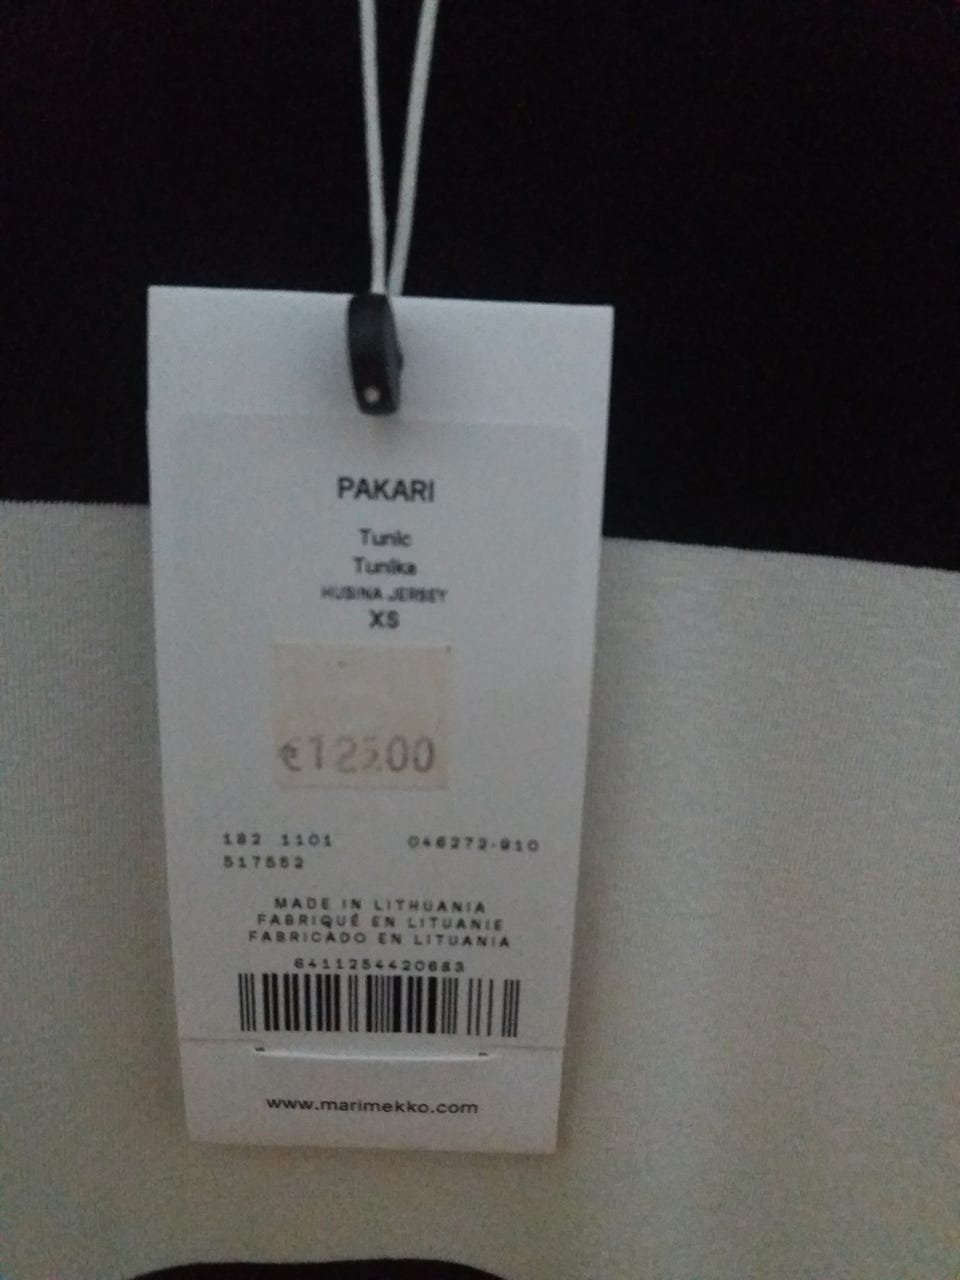 PAKARI
Tunic
Tunika
HUSINA JERSEY
XS
€125.00
182 1101 046272-910
517552
MADE IN LITHUANIA
FABRIQUÉ EN LITUANIE
FABRICADO EN LITUANIA
6411254420683
www.marimekko.com